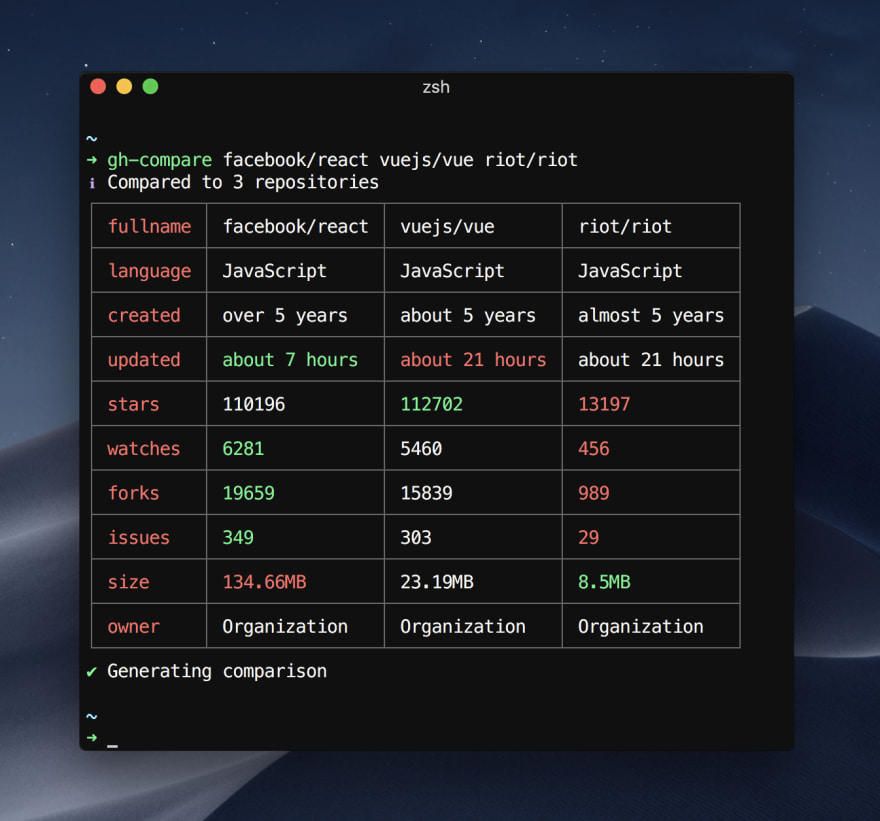 zsh
~
➜ gh-compare facebook/react vuejs/vue riot/riot
ℹ Compared to 3 repositories
fullname facebook/react vuejs/vue riot/riot
language JavaScript JavaScript JavaScript
created over 5 years about 5 years almost 5 years
updated about 7 hours about 21 hours about 21 hours
stars 110196 112702 13197
watches 6281 5460 456
forks 19659 15839 989
issues 349 303 29
size 134.66MB 23.19MB 8.5MB
owner Organization Organization Organization
✔ Generating comparison
~
➜ _